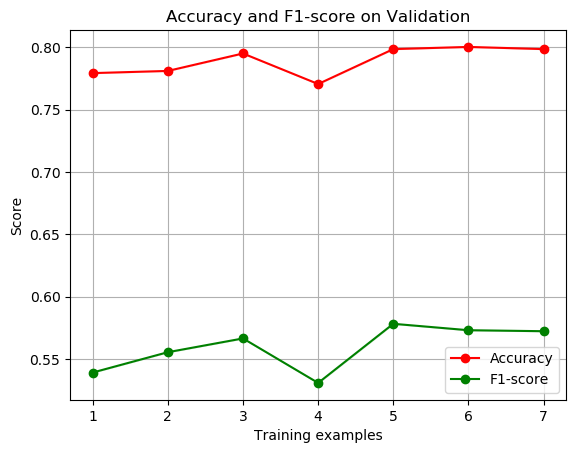 Accuracy and F1-score on Validation
0.80
0.75
0.70
0.65
0.60
0.55
Score
1 2 3 4 5 6 7
Training examples
Accuracy
F1-score